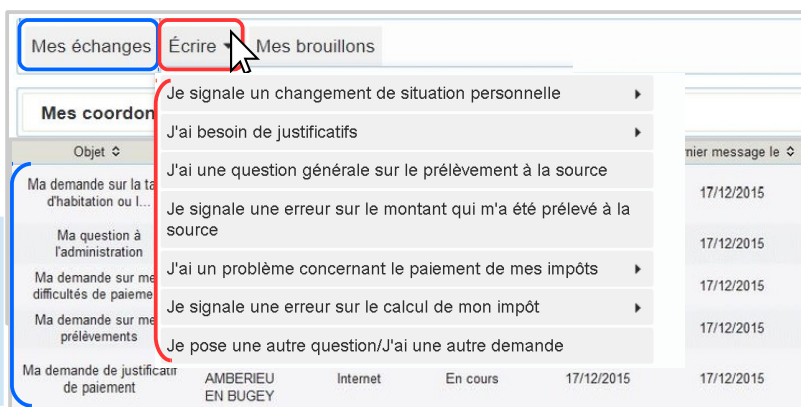 Mes échanges Écrire Mes brouillons
Je signale un changement de situation personnelle
Mes coordon
J'ai besoin de justificatifs
Objet mier message le
J'ai une question générale sur le prélèvement à la source
Ma demande sur la ta
d'habitation ou l... 17/12/2015
Je signale une erreur sur le montant qui m'a été prélevé à la
source
Ma question à
l'administration 17/12/2015
J'ai un problème concernant le paiement de mes impôts
Ma demande sur me
difficultés de paieme 17/12/2015
Je signale une erreur sur le calcul de mon impôt
Ma demande sur me
prélèvements 17/12/2015
Je pose une autre question/J'ai une autre demande
Ma demande de justificatif
de paiement AMBERIEU Internet En cours 17/12/2015 17/12/2015
EN BUGEY